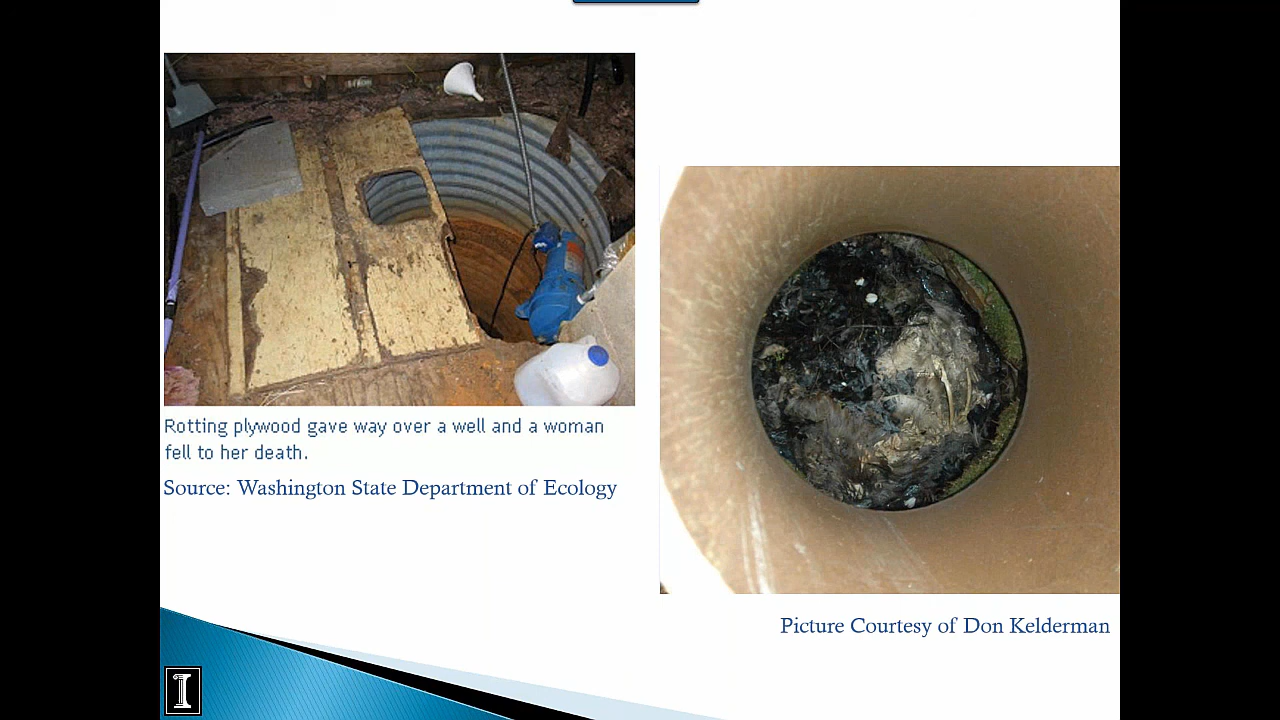 Rotting plywood gave way over a well and a woman
fell to her death.
Source: Washington State Department of Ecology
Picture Courtesy of Don Kelderman
I